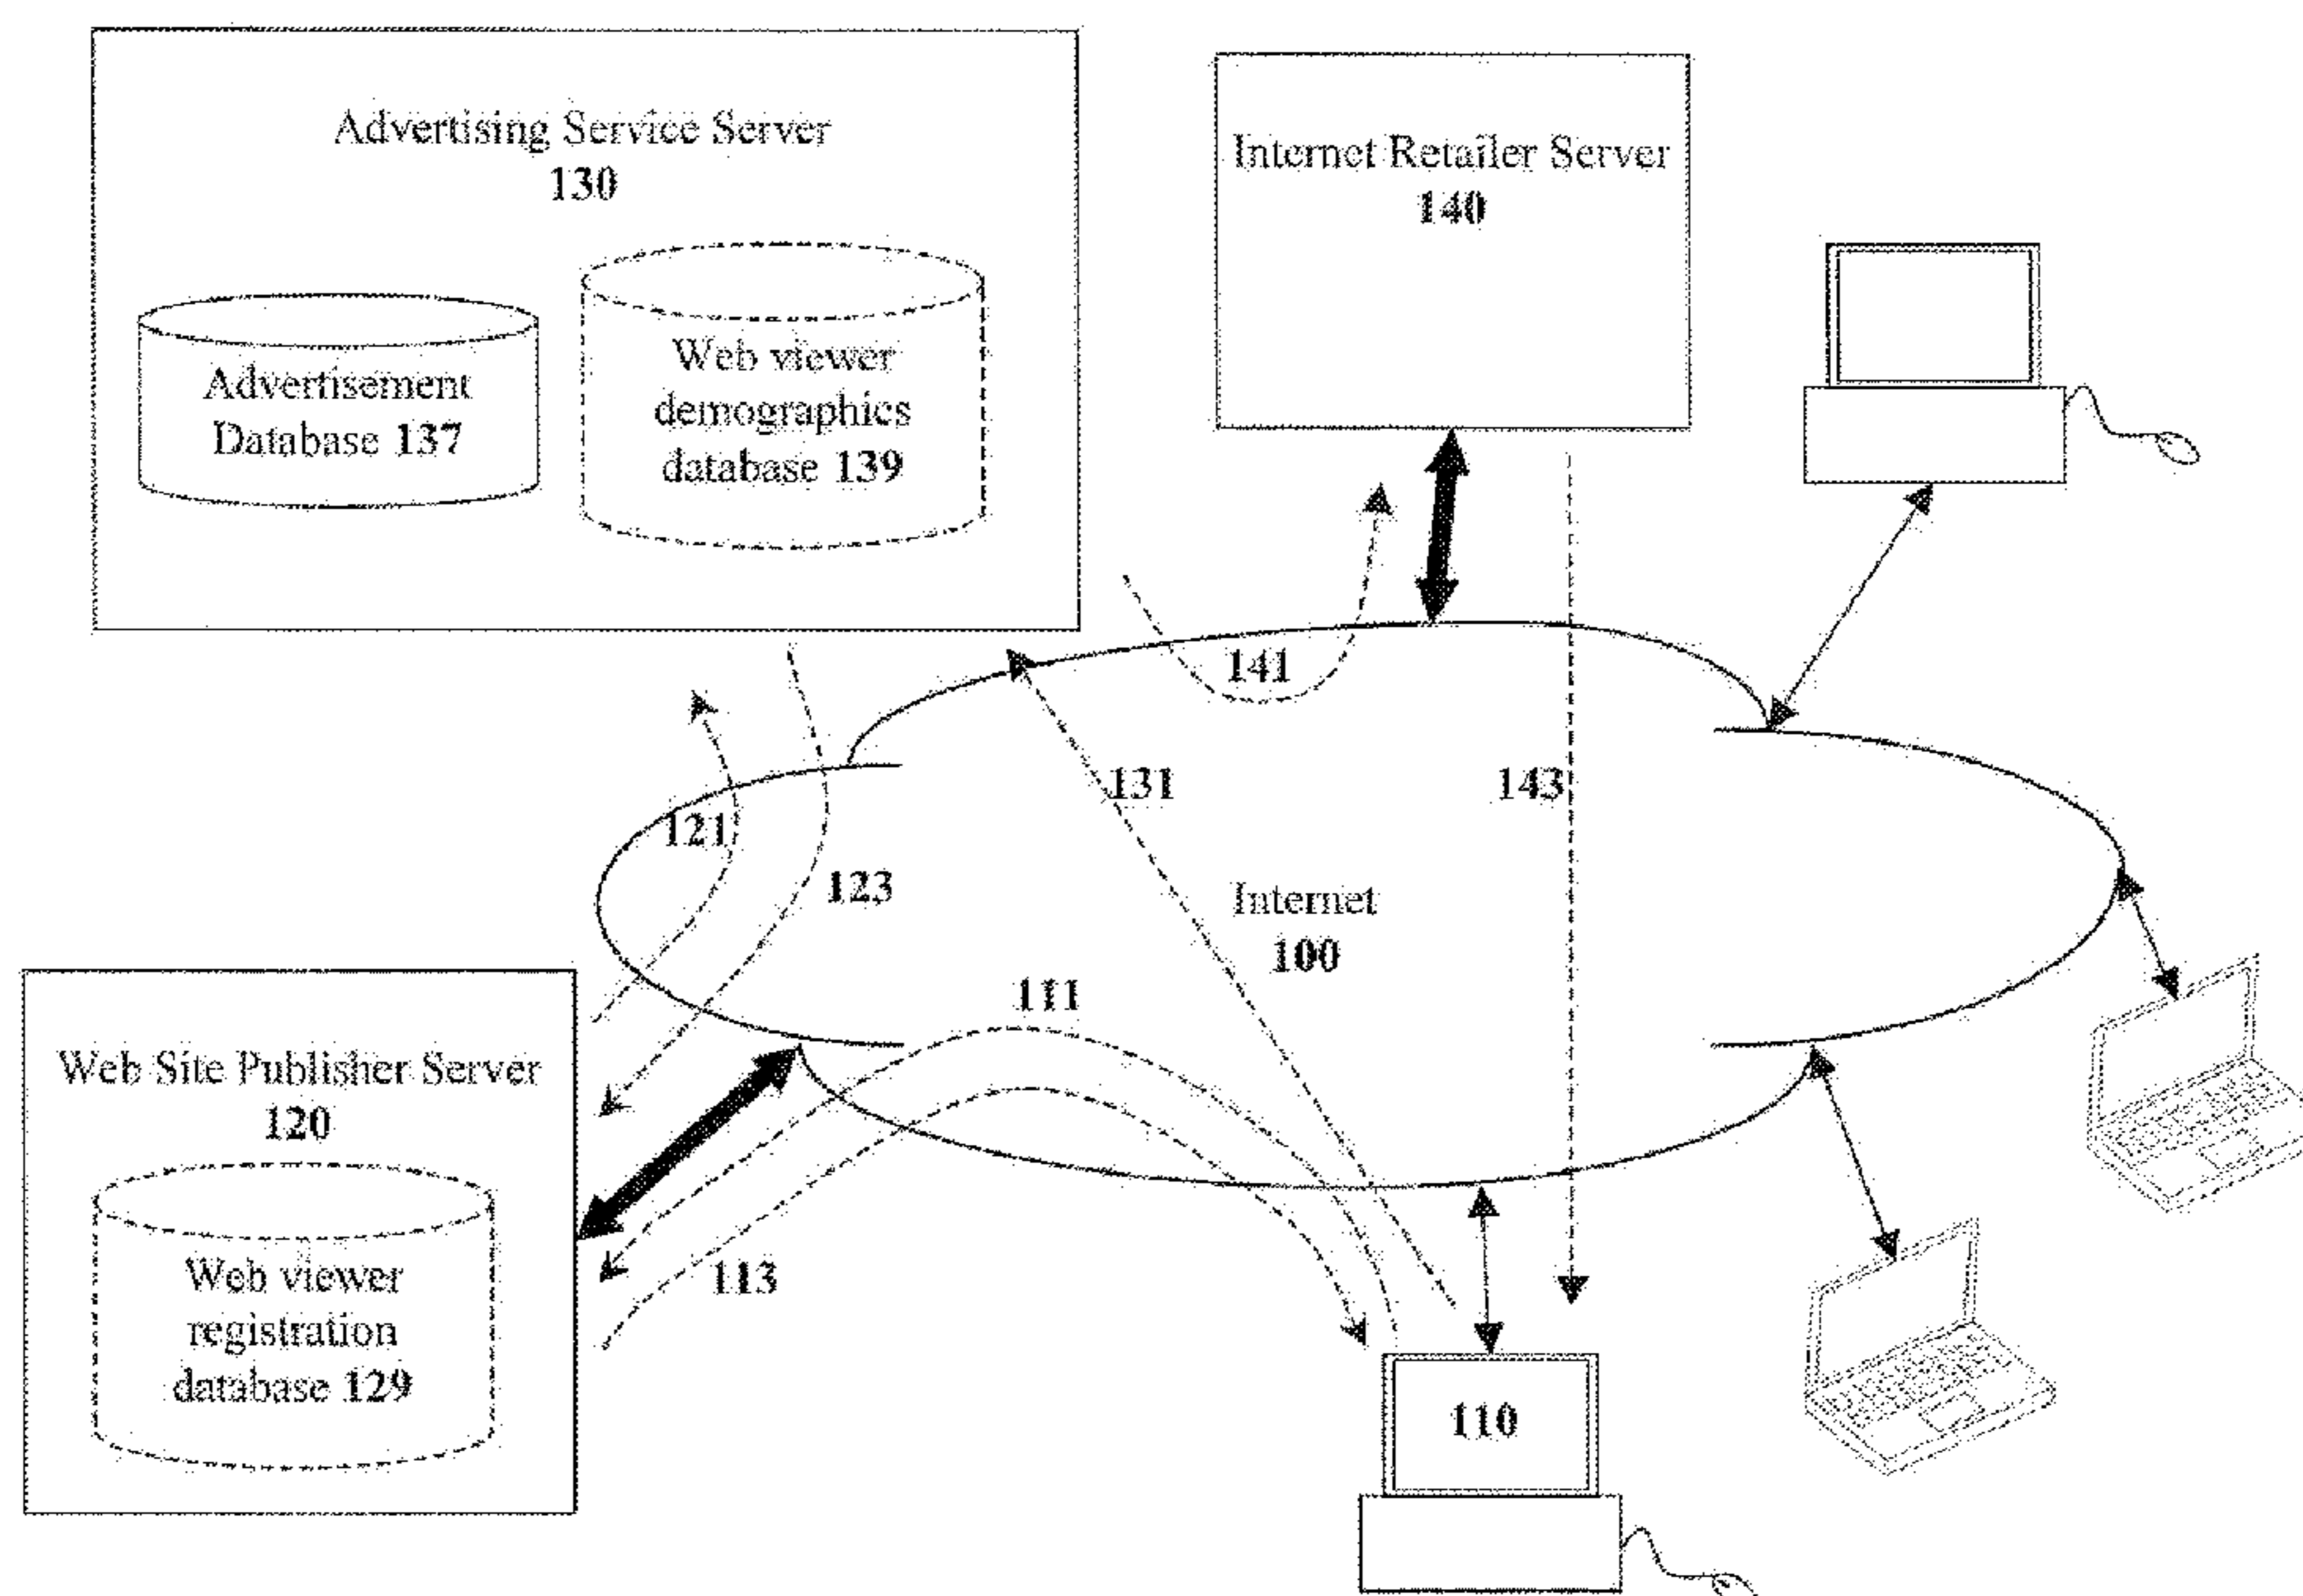 Advertising Service Server
130
Advertisement
Database 137
Web viewer
demographics
database 139
Internet Retailer Server
140
141
131
143
121
123
Internet
100
111
Web Site Publisher Server
120
Web viewer
registration
database 129
113
110